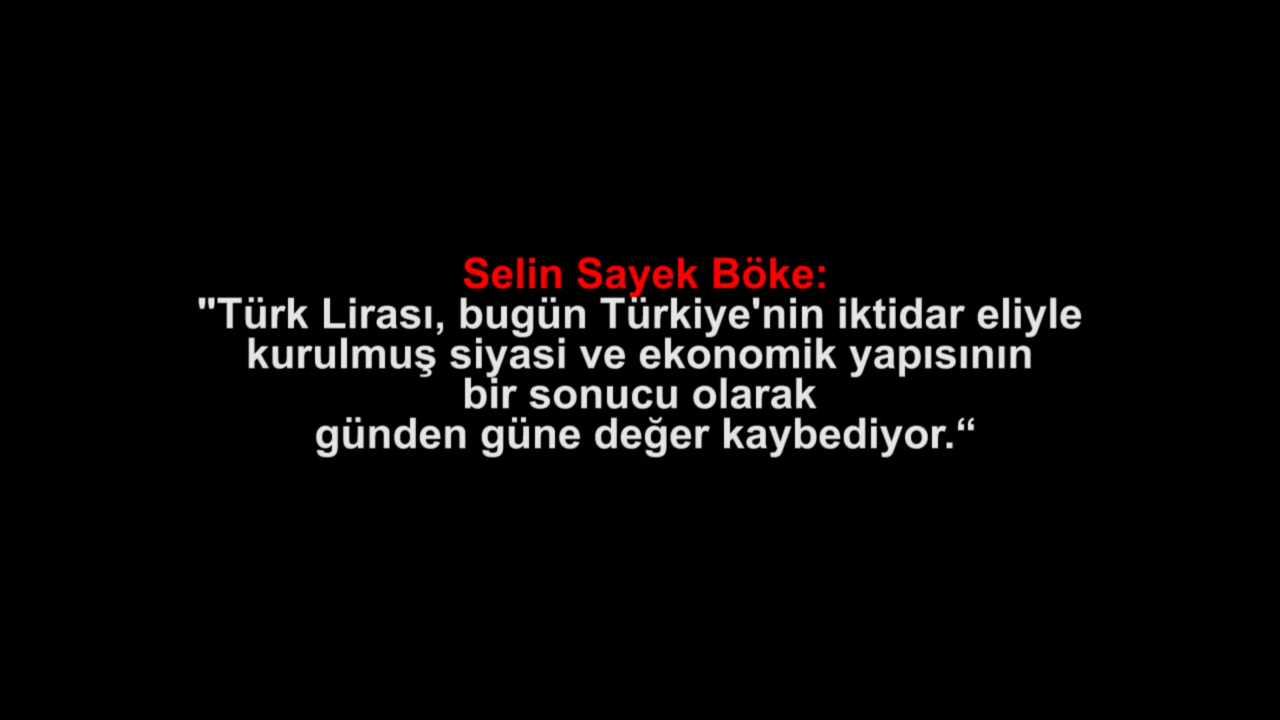 Selin Sayek Böke:
"Türk Lirası, bugün Türkiye'nin iktidar eliyle
kurulmuş siyasi ve ekonomik yapısının
bir sonucu olarak
günden güne değer kaybediyor.“